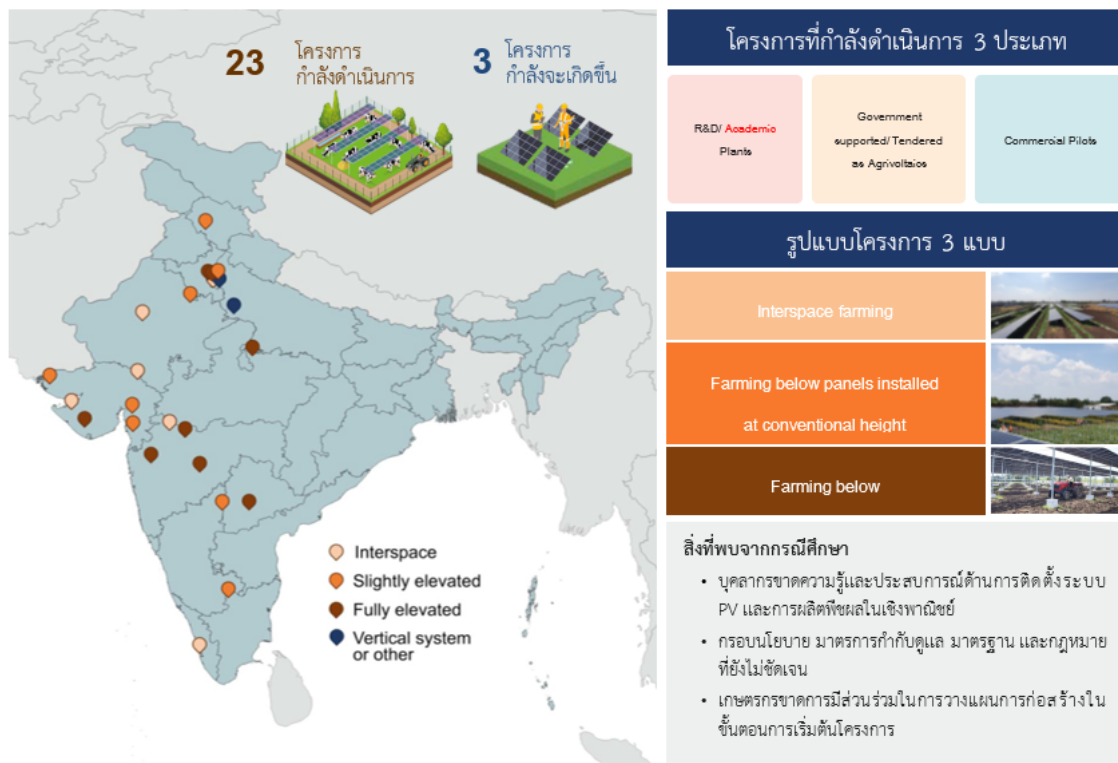 23
โครงการ
กำลังดำเนินการ
3
โครงการ
กำลังจะเกิดขึ้น
Interspace
Slightly elevated
Fully elevated
Vertical system
or other
โครงการที่กำลังดำเนินการ 3 ประเภท
R&D/ Academic
Plants
Government
supported/ Tendered
as Agrivoltaios
Commercial Pilots
รูปแบบโครงการ 3 แบบ
Interspace farming
Farming below panels installed
at conventional height
Farming below
สิ่งที่พบจากกรณีศึกษา
• บุคลากรขาดความรู้และประสบการณ์ด้านการติดตั้งระบบ
PV และการผลิตพืชผลในเชิงพาณิชย์
• กรอบนโยบาย มาตรการกำกับดูแล มาตรฐาน และกฎหมาย
ที่ยังไม่ชัดเจน
• เกษตรกรขาดการมีส่วนร่วมในการวางแผนการก่อสร้างใน
ขั้นตอนการเริ่มต้นโครงการ